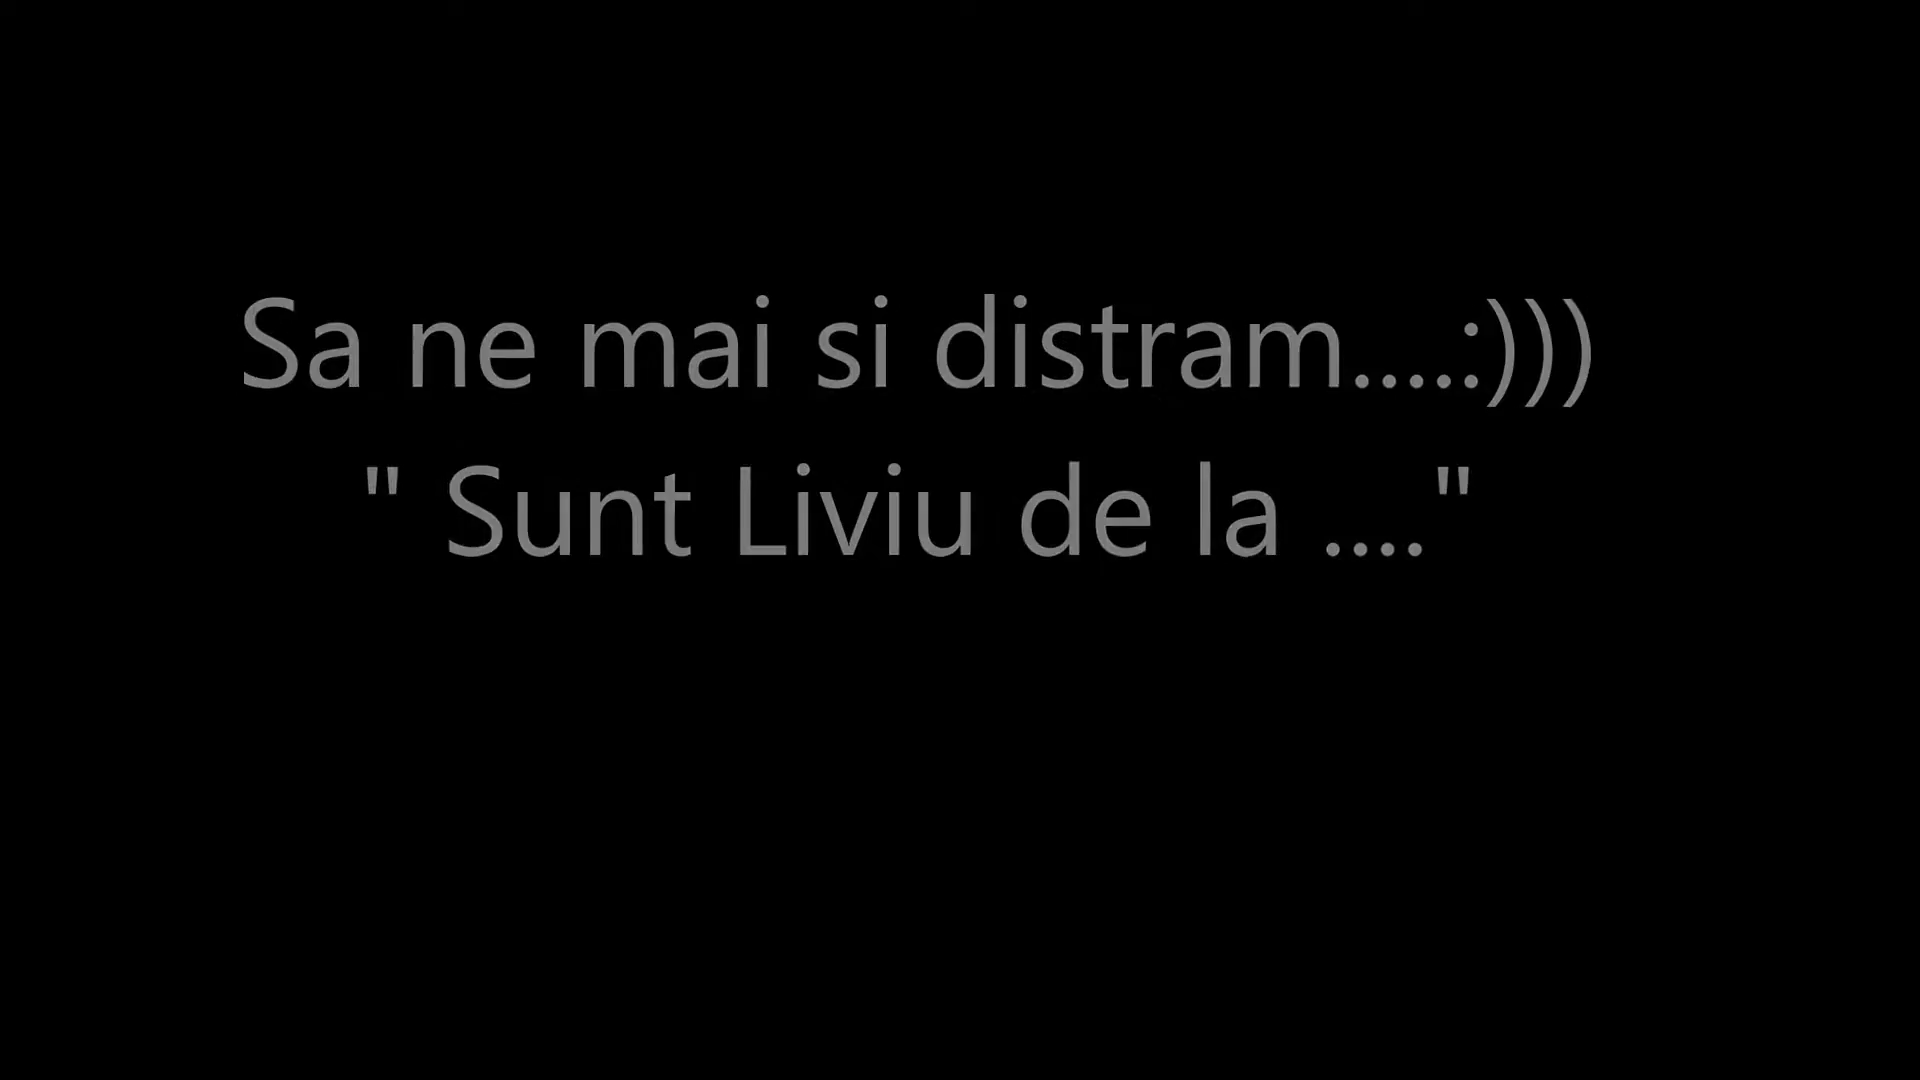 Sa ne mai si distram....:)))
" Sunt Liviu de la ...."